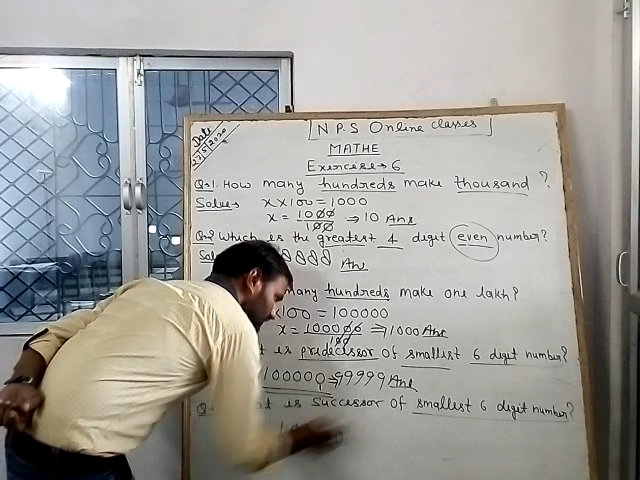 Date
27/5/2020
[N.P.S Online classes]
MATHE
Exercise → 6
Q.1. How many hundreds make thousand ?
Solve→ x × 100 = 1000
x = 1000/100 ⇒ 10 Ans
Q.2 Which is the greatest 4 digit even number?
Sol Ans
many hundreds make one lakh?
100 = 100000
x = 100000/100 ⇒ 1000 Ans
is predecissor of smallest 6 digit number?
100000 ⇒ 99999 Ans
Q is successor of smallest 6 digit number?